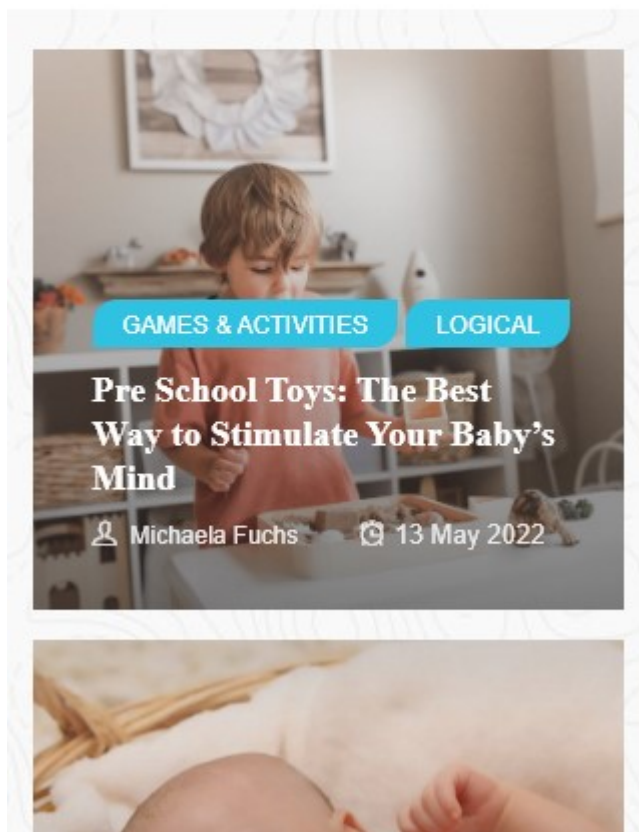 GAMES & ACTIVITIES LOGICAL
Pre School Toys: The Best
Way to Stimulate Your Baby’s
Mind
Michaela Fuchs 13 May 2022